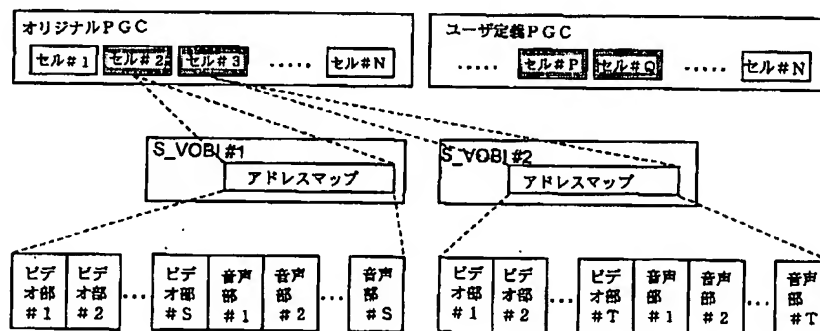 オリジナルPGC
セル#1 セル#2 セル#3 ..... セル#N
ユーザ定義PGC
..... セル#P セル#Q ..... セル#N
S_VOBI #1
アドレスマップ
S_VOBI #2
アドレスマップ
ビデオ部#1 ビデオ部#2 ... ビデオ部#S 音声部#1 音声部#2 ... 音声部#S
ビデオ部#1 ビデオ部#2 ... ビデオ部#T 音声部#1 音声部#2 ... 音声部#T